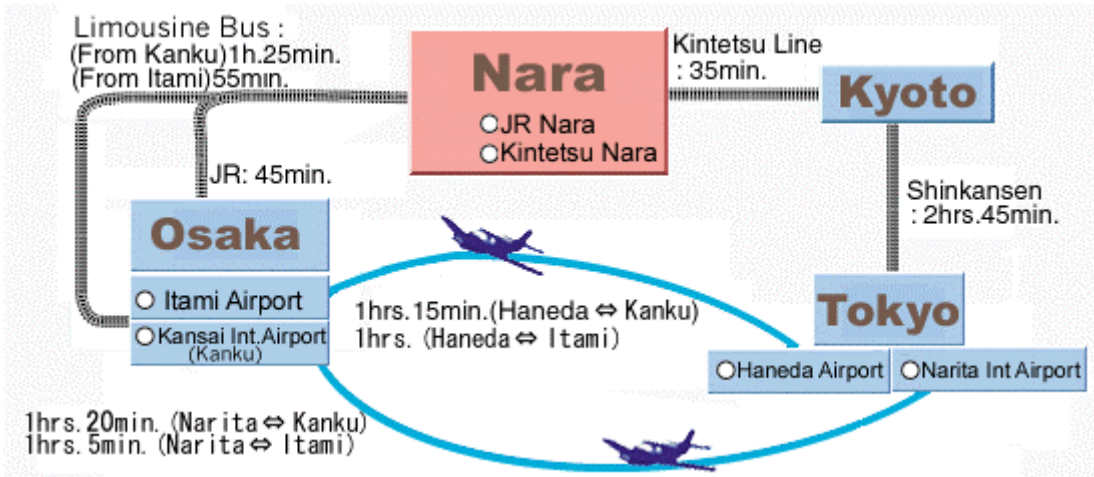 Limousine Bus :
(From Kanku)1h.25min.
(From Itami)55min.
Nara
JR Nara
Kintetsu Nara
Kintetsu Line
: 35min.
Kyoto
JR: 45min.
Shinkansen
: 2hrs.45min.
Osaka
Itami Airport
Kansai Int.Airport
(Kanku)
1hrs.15min.(Haneda ⇔ Kanku)
1hrs. (Haneda⇔ Itami)
Tokyo
Haneda Airport
Narita Int Airport
1hrs.20min. (Narita⇔ Kanku)
1hrs.5min. (Narita⇔ Itami)